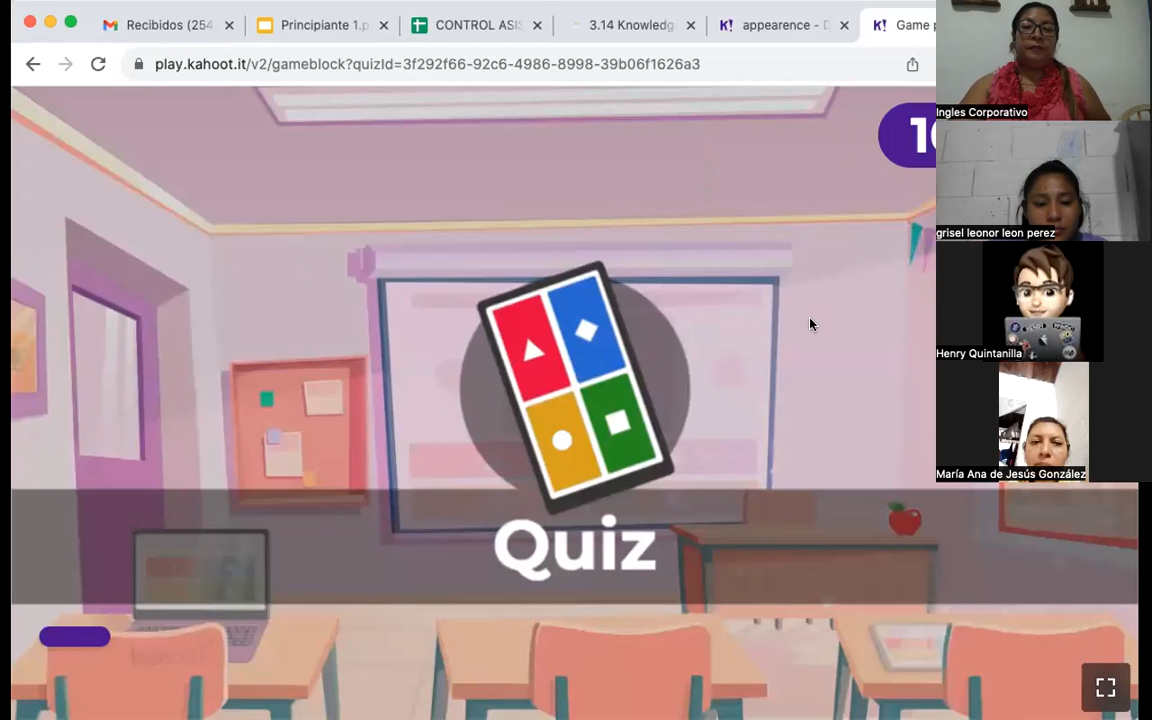 Recibidos (254
Principiante 1.p
CONTROL ASIS
3.14 Knowledg
appearence - D
Game p
play.kahoot.it/v2/gameblock?quizId=3f292f66-92c6-4986-8998-39b06f1626a3
Ingles Corporativo
grisel leonor leon perez
Henry Quintanilla
María Ana de Jesús González
Quiz